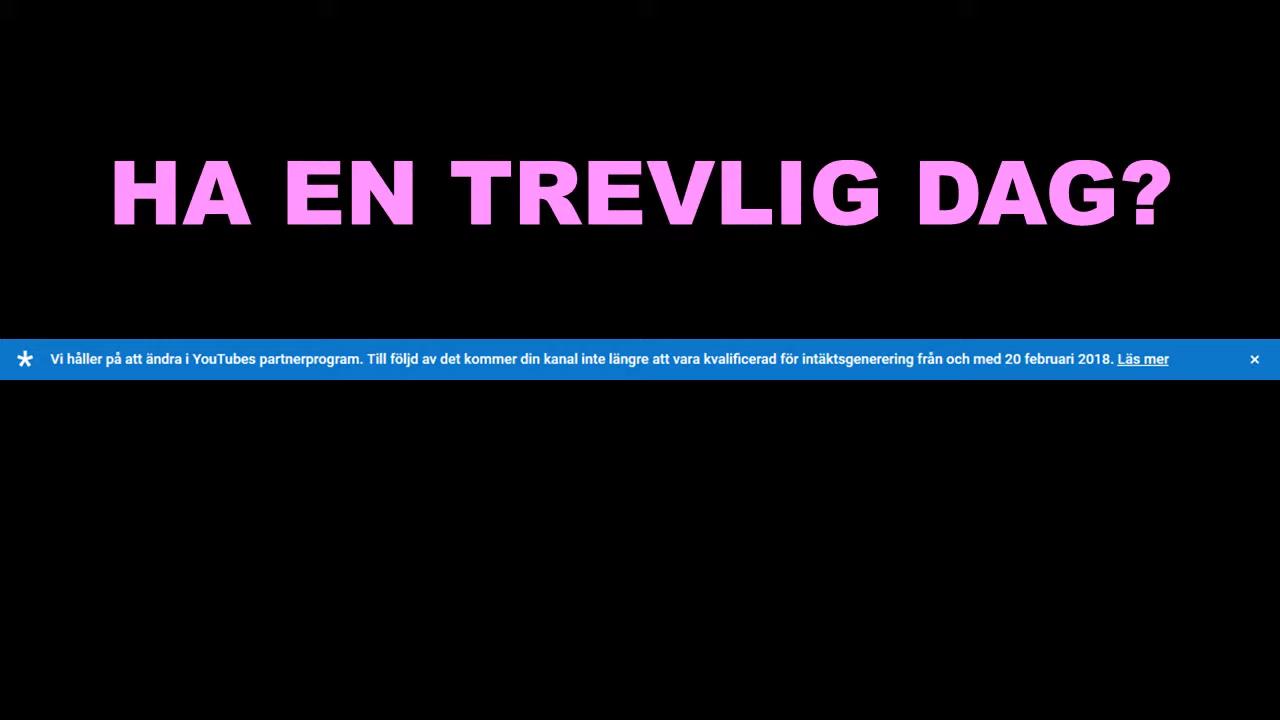 HA EN TREVLIG DAG?
Vi håller på att ändra i YouTubes partnerprogram. Till följd av det kommer din kanal inte längre att vara kvalificerad för intäktsgenerering från och med 20 februari 2018. Läs mer